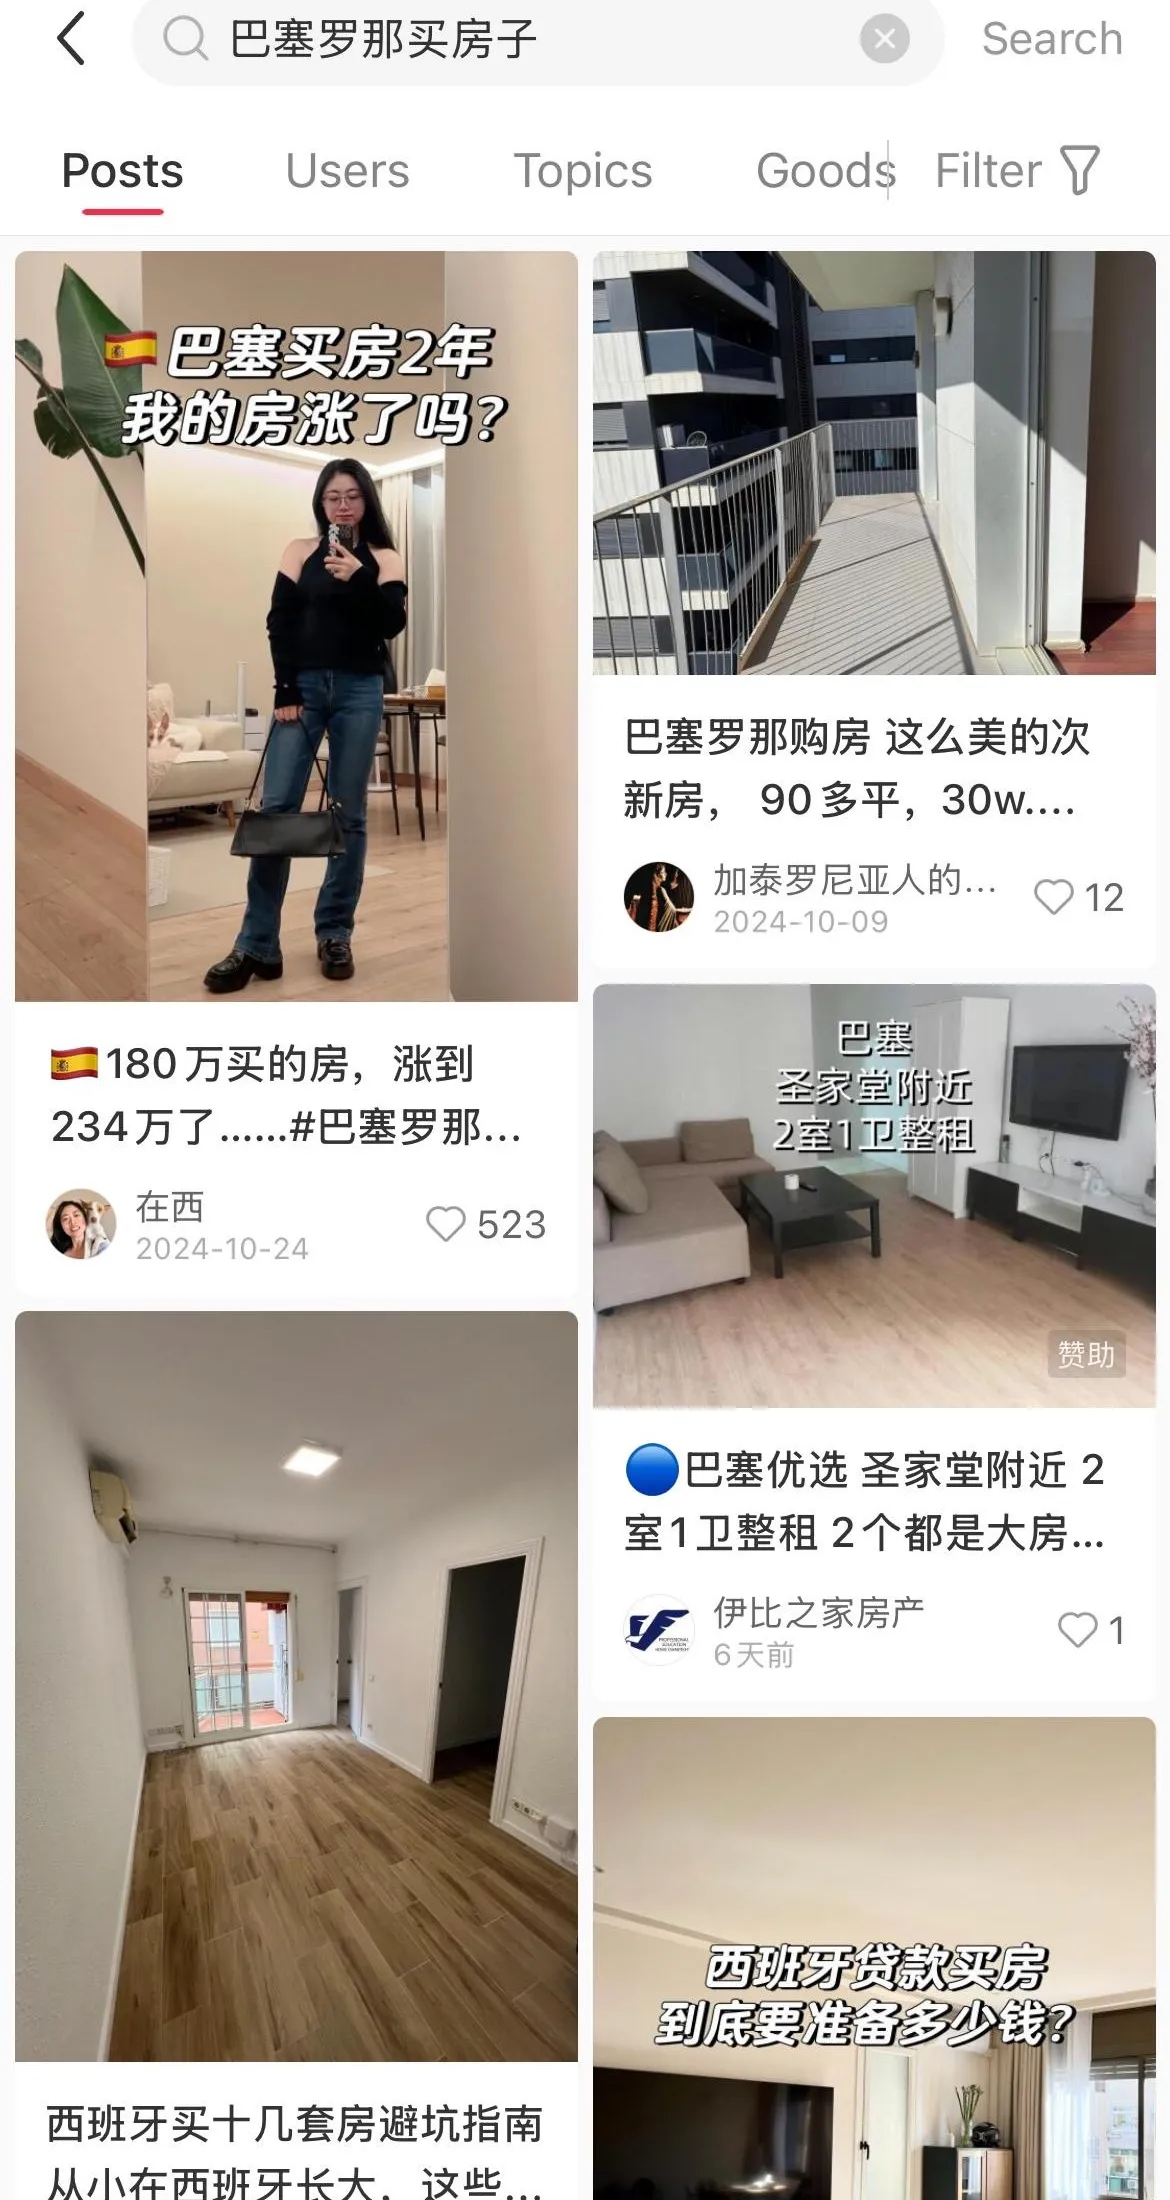 巴塞罗那买房子
Search
Posts
Users
Topics
Goods
Filter
巴塞买房2年
我的房涨了吗？
🇪🇸180万买的房，涨到
234万了……#巴塞罗那...
在西
2024-10-24
523
巴塞罗那购房 这么美的次
新房， 90多平，30w....
加泰罗尼亚人的...
2024-10-09
12
巴塞
圣家堂附近
2室1卫整租
赞助
🔵巴塞优选 圣家堂附近 2
室1卫整租 2个都是大房...
伊比之家房产
6天前
1
西班牙买十几套房避坑指南
从小在西班牙长大，这些...
西班牙贷款买房
到底要准备多少钱？